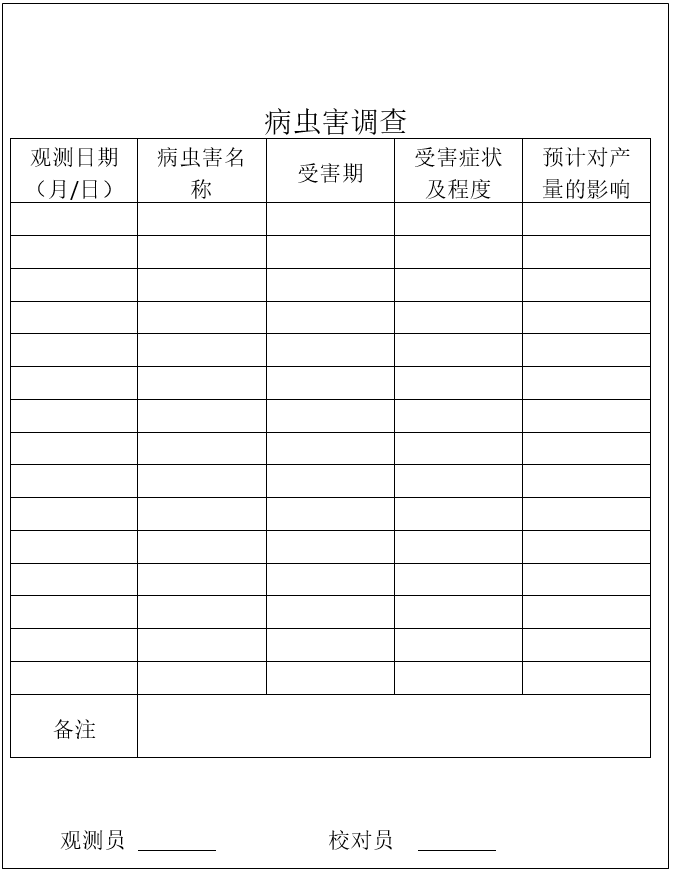 病虫害调查
观测日期
（月/日）
病虫害名
称
受害期
受害症状
及程度
预计对产
量的影响
备注
观测员
校对员